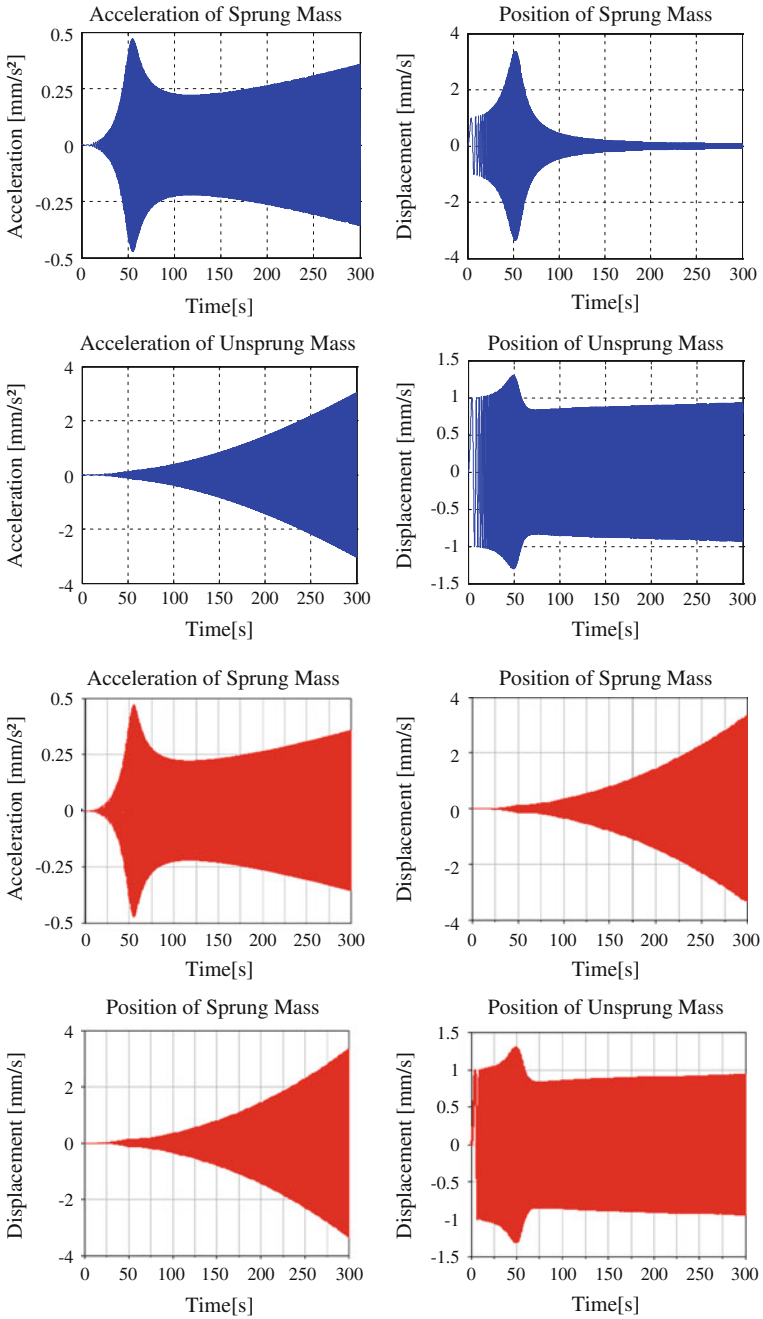 Acceleration of Sprung Mass
Acceleration [mm/s²]
0.5
0.25
0
-0.25
-0.5
0 50 100 150 200 250 300
Time[s]
Position of Sprung Mass
Displacement [mm/s]
4
2
0
-2
-4
0 50 100 150 200 250 300
Time[s]
Acceleration of Unsprung Mass
Acceleration [mm/s²]
4
2
0
-2
-4
0 50 100 150 200 250 300
Time[s]
Position of Unsprung Mass
Displacement [mm/s]
1.5
1
0.5
0
-0.5
-1
-1.5
0 50 100 150 200 250 300
Time[s]
Acceleration of Sprung Mass
Acceleration [mm/s²]
0.5
0.25
0
-0.25
-0.5
0 50 100 150 200 250 300
Time[s]
Position of Sprung Mass
Displacement [mm/s]
4
2
0
-2
-4
0 50 100 150 200 250 300
Time[s]
Position of Sprung Mass
Displacement [mm/s]
4
2
0
-2
-4
0 50 100 150 200 250 300
Time[s]
Position of Unsprung Mass
Displacement [mm/s]
1.5
1
0.5
0
-0.5
-1
-1.5
0 50 100 150 200 250 300
Time[s]